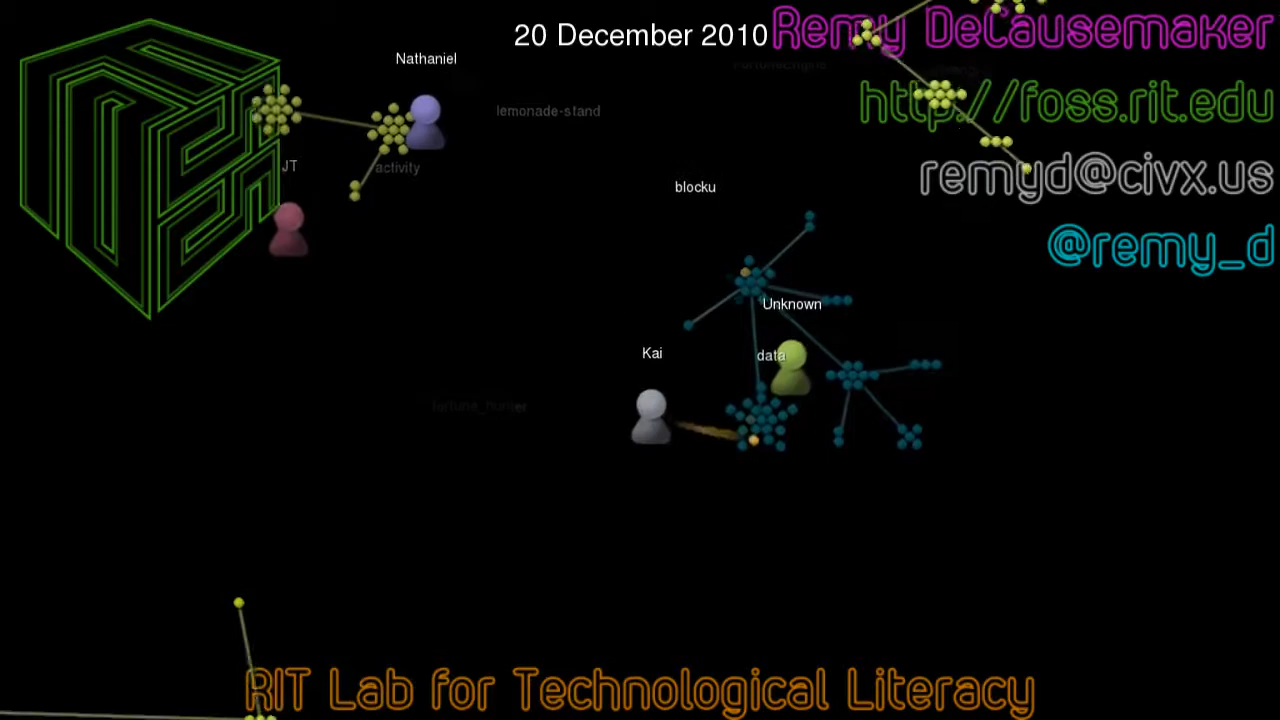 20 December 2010
Remy DeCausemaker
Nathaniel
http://foss.rit.edu
lemonade-stand
JT
activity
remyd@civx.us
blocku
@remy_d
Unknown
Kai
data
fortune_hunter
RIT Lab for Technological Literacy